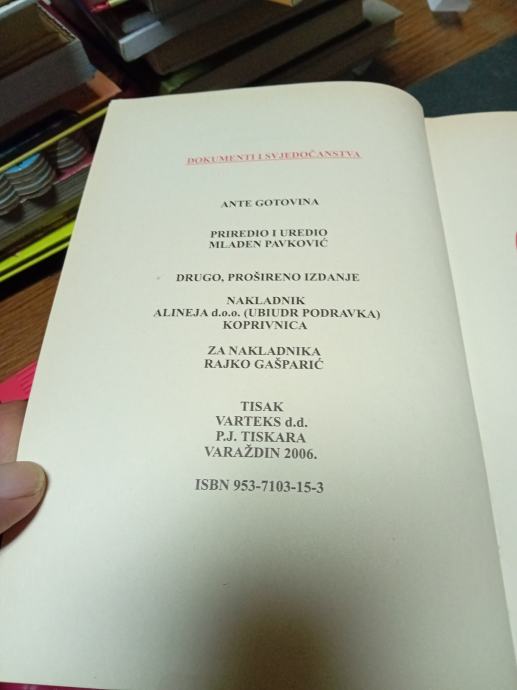 DOKUMENTI I SVJEDOČANSTVA
ANTE GOTOVINA
PRIREDIO I UREDIO
MLADEN PAVKOVIĆ
DRUGO, PROŠIRENO IZDANJE
NAKLADNIK
ALINEJA d.o.o. (UBIUDR PODRAVKA)
KOPRIVNICA
ZA NAKLADNIKA
RAJKO GAŠPARIĆ
TISAK
VARTEKS d.d.
P.J. TISKARA
VARAŽDIN 2006.
ISBN 953-7103-15-3